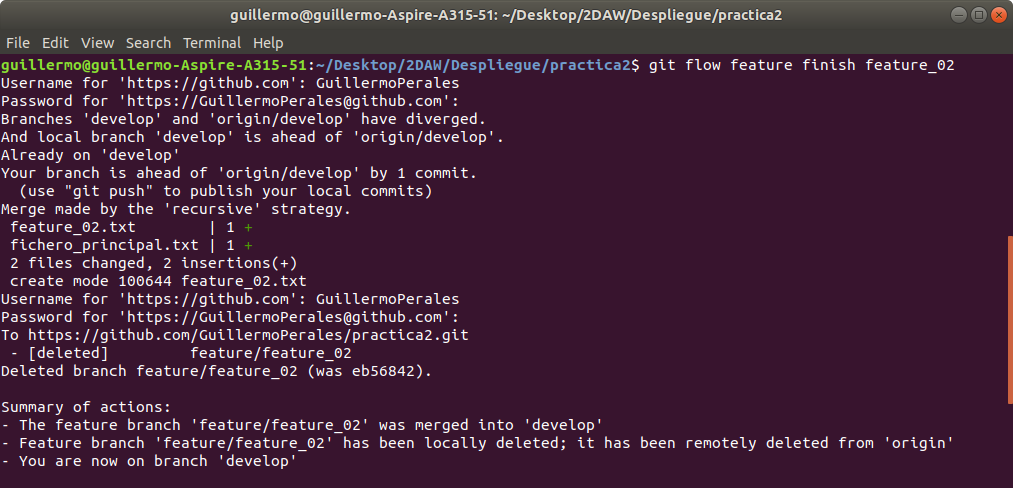 guillermo@guillermo-Aspire-A315-51: ~/Desktop/2DAW/Despliegue/practica2
File Edit View Search Terminal Help
guillermo@guillermo-Aspire-A315-51:~/Desktop/2DAW/Despliegue/practica2$ git flow feature finish feature_02
Username for 'https://github.com': GuillermoPerales
Password for 'https://GuillermoPerales@github.com':
Branches 'develop' and 'origin/develop' have diverged.
And local branch 'develop' is ahead of 'origin/develop'.
Already on 'develop'
Your branch is ahead of 'origin/develop' by 1 commit.
  (use "git push" to publish your local commits)
Merge made by the 'recursive' strategy.
 feature_02.txt        | 1 +
 fichero_principal.txt | 1 +
 2 files changed, 2 insertions(+)
 create mode 100644 feature_02.txt
Username for 'https://github.com': GuillermoPerales
Password for 'https://GuillermoPerales@github.com':
To https://github.com/GuillermoPerales/practica2.git
 - [deleted]         feature/feature_02
Deleted branch feature/feature_02 (was eb56842).

Summary of actions:
- The feature branch 'feature/feature_02' was merged into 'develop'
- Feature branch 'feature/feature_02' has been locally deleted; it has been remotely deleted from 'origin'
- You are now on branch 'develop'